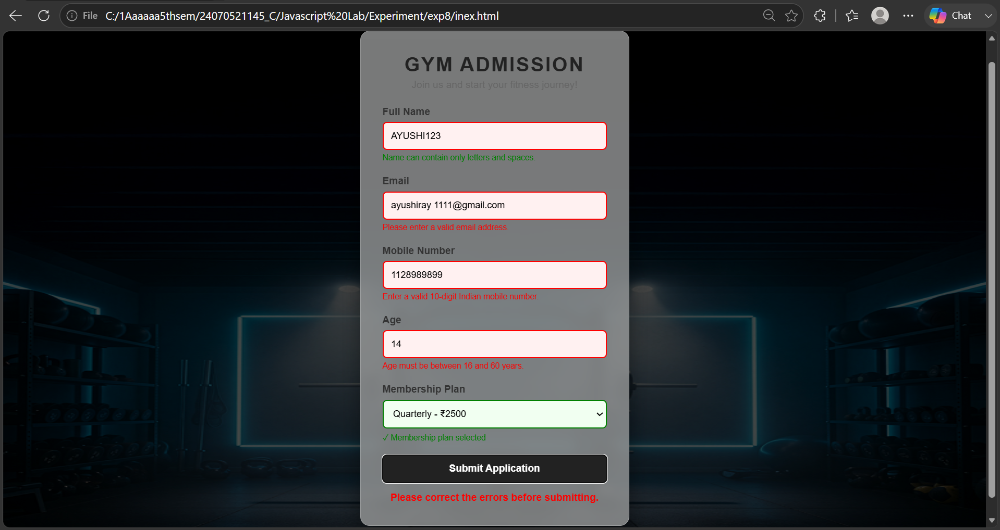 File C:/1Aaaaaa5thsem/24070521145_C/Javascript%20Lab/Experiment/exp8/inex.html
Chat
GYM ADMISSION
Join us and start your fitness journey!
Full Name
AYUSHI123
Name can contain only letters and spaces.
Email
ayushiray 1111@gmail.com
Please enter a valid email address.
Mobile Number
1128989899
Enter a valid 10-digit Indian mobile number.
Age
14
Age must be between 16 and 60 years.
Membership Plan
Quarterly - ₹2500
✓ Membership plan selected
Submit Application
Please correct the errors before submitting.